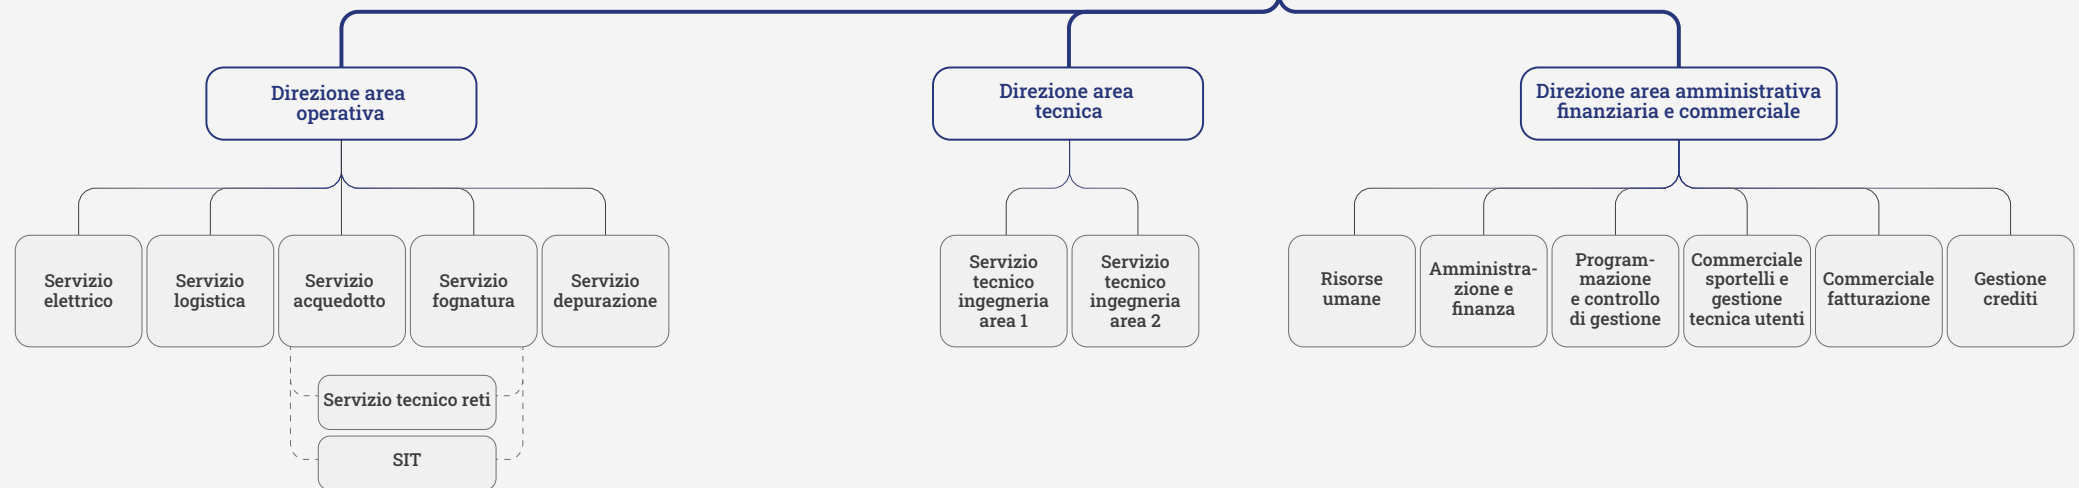 Direzione area
operativa
Direzione area
tecnica
Direzione area amministrativa
finanziaria e commerciale
Servizio
elettrico
Servizio
logistica
Servizio
acquedotto
Servizio
fognatura
Servizio
depurazione
Servizio
tecnico
ingegneria
area 1
Servizio
tecnico
ingegneria
area 2
Risorse
umane
Amministra-
zione e
finanza
Program-
mazione
e controllo
di gestione
Commerciale
sportelli e
gestione
tecnica utenti
Commerciale
fatturazione
Gestione
crediti
Servizio tecnico reti
SIT